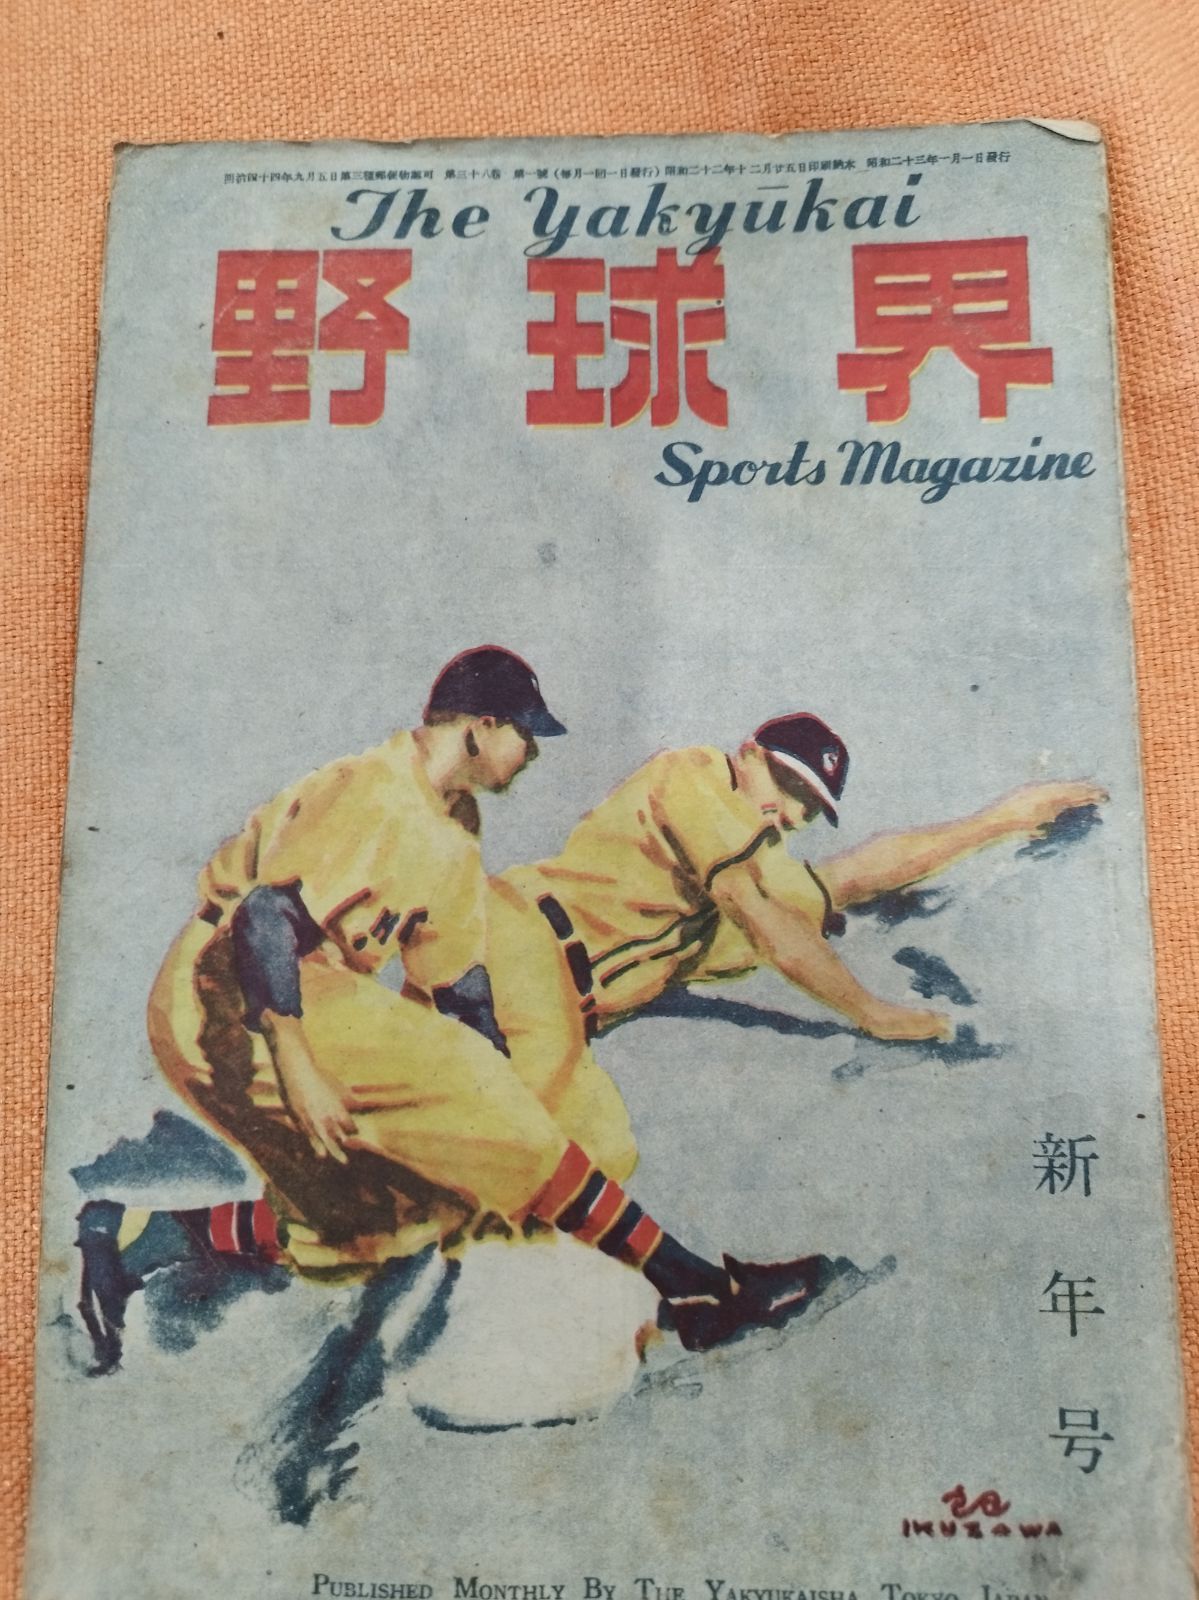 明治四十四年九月五日第三種郵便物認可 第三十八卷 第一號 (毎月一回一日發行) 昭和二十二年十二月廿五日印刷納本 昭和二十三年一月一日發行
The Yakyūkai
野球界
Sports Magazine
新年号
IKUZAWA
PUBLISHED MONTHLY BY THE YAKYUKAISHA TOKYO JAPAN